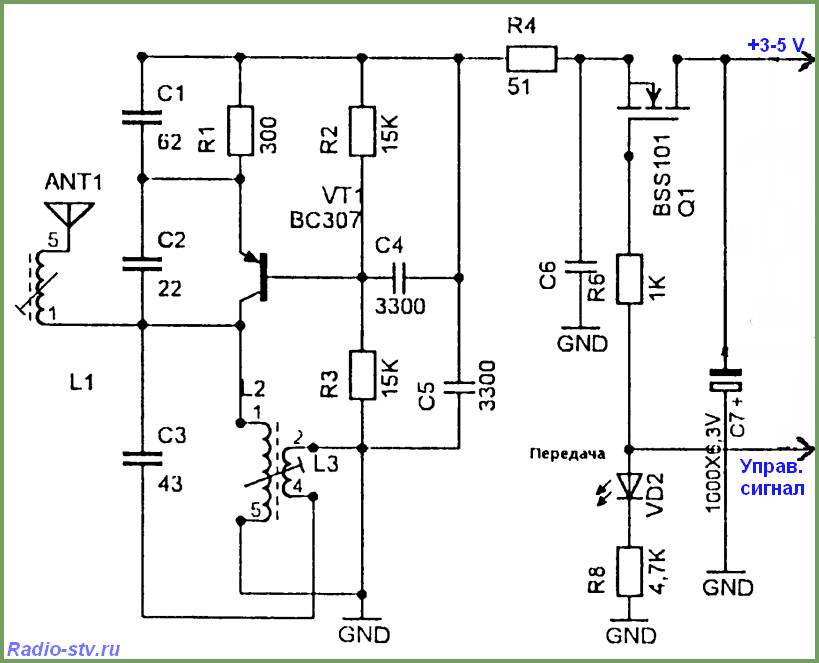 R4
+3-5 V
51
C1
62
R1
300
R2
15K
ANT1
VT1
BC307
BSS101
Q1
5
C2
22
C4
3300
C6
R6
1K
1
GND
L1
L2
R3
15K
C5
3300
1
2
C3
43
L3
4
5
Передача
1000X6,3V
C7 +
Управ.
сигнал
VD2
R8
4,7K
GND
GND
GND
Radio-stv.ru